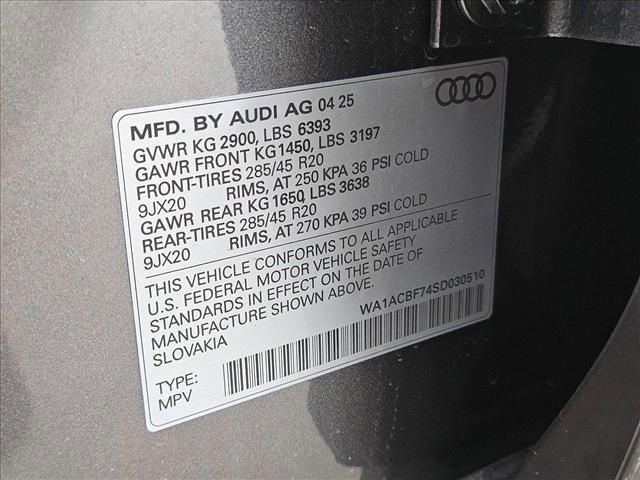 MFD. BY AUDI AG 04 25
GVWR KG 2900, LBS 6393
GAWR FRONT KG1450, LBS 3197
FRONT-TIRES 285/45 R20
9JX20 RIMS, AT 250 KPA 36 PSI COLD
GAWR REAR KG 1650, LBS 3638
REAR-TIRES 285/45 R20
9JX20 RIMS, AT 270 KPA 39 PSI COLD
THIS VEHICLE CONFORMS TO ALL APPLICABLE
U.S. FEDERAL MOTOR VEHICLE SAFETY
STANDARDS IN EFFECT ON THE DATE OF
MANUFACTURE SHOWN ABOVE.
SLOVAKIA
WA1ACBF74SD030510
TYPE:
MPV